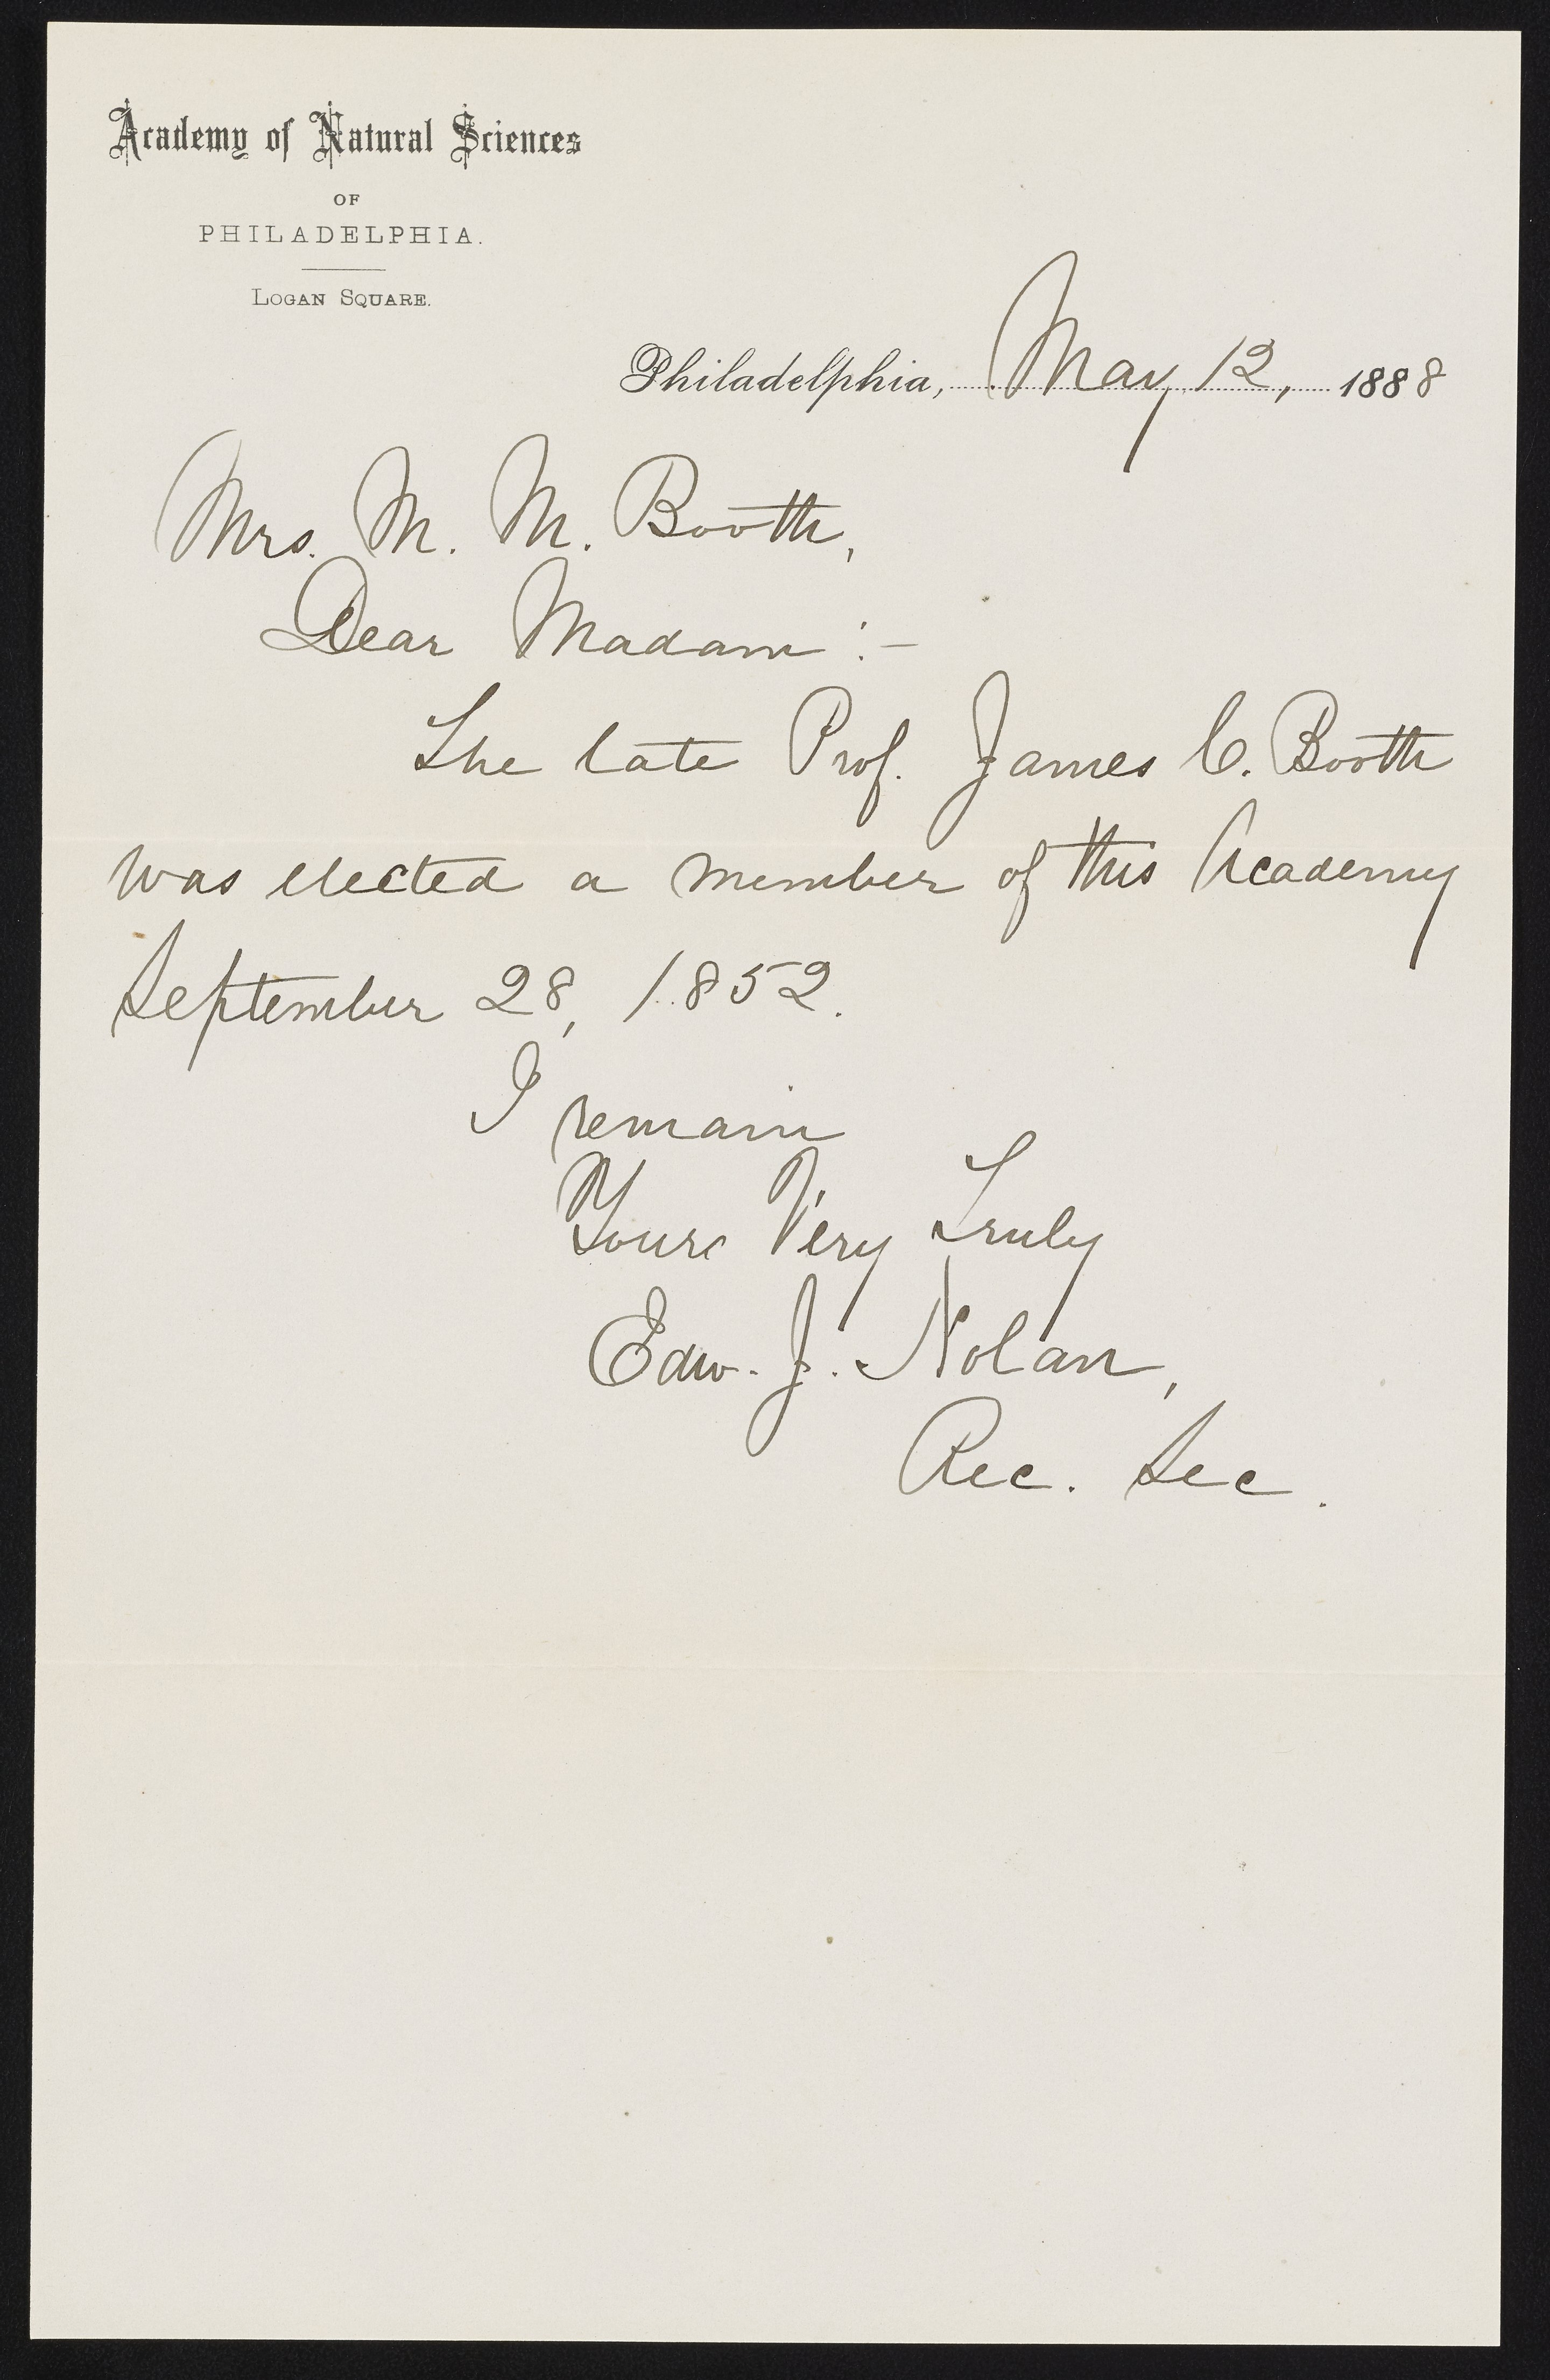 Academy of Natural Sciences
OF
PHILADELPHIA.
LOGAN SQUARE.
Philadelphia, May 12, 1888
Mrs. M. M. Booth,
Dear Madam:-
The late Prof. James C. Booth
was elected a member of this Academy
September 28, 1852.
I remain
Yours Very Truly
Edw. J. Nolan,
Rec. Sec.